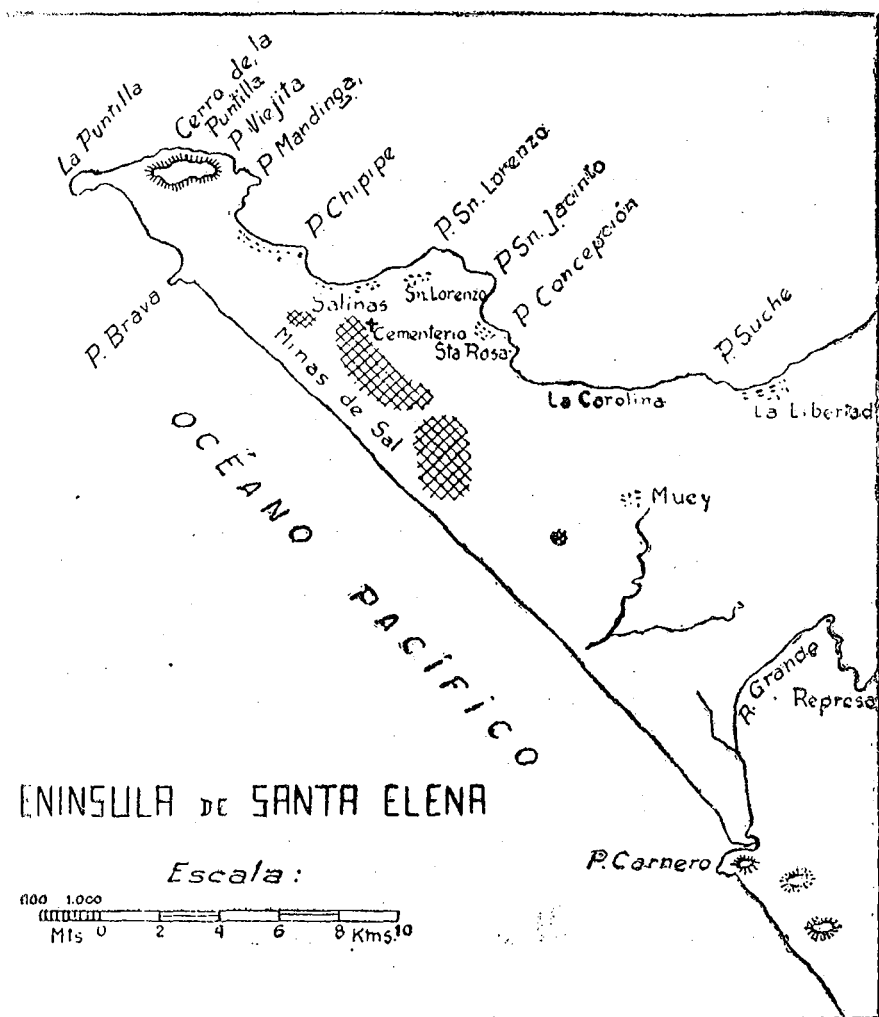 La Puntilla
Cerro de la
Puntilla
P. Viejita
P. Mandinga
P. Chipipe
P. Sn. Lorenzo
P. Sn. Jacinto
P. Concepción
P. Suche
P. Brava
Salinas
Sn. Lorenzo
Cementerio
Sta Rosa
Minas de Sal
La Carolina
La Libertad
OCÉANO PACÍFICO
Muey
R. Grande
Represa
ENINSULA DE SANTA ELENA
P. Carnero
Escala:
1.000
Mts 0 2 4 6 8 Kms. 10